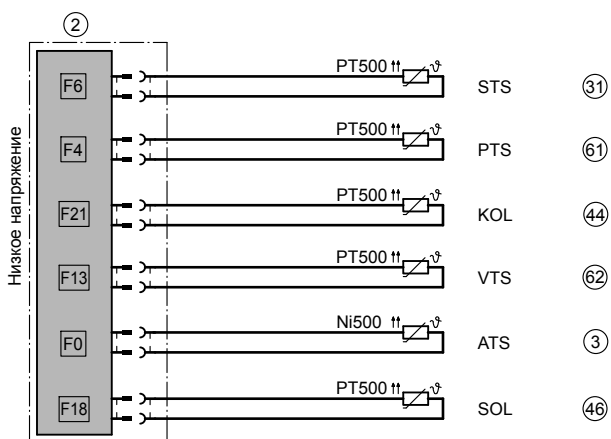 2
Низкое напряжение
F6 PT500 ϑ STS 31
F4 PT500 ϑ PTS 61
F21 PT500 ϑ KOL 44
F13 PT500 ϑ VTS 62
F0 Ni500 ϑ ATS 3
F18 PT500 ϑ SOL 46